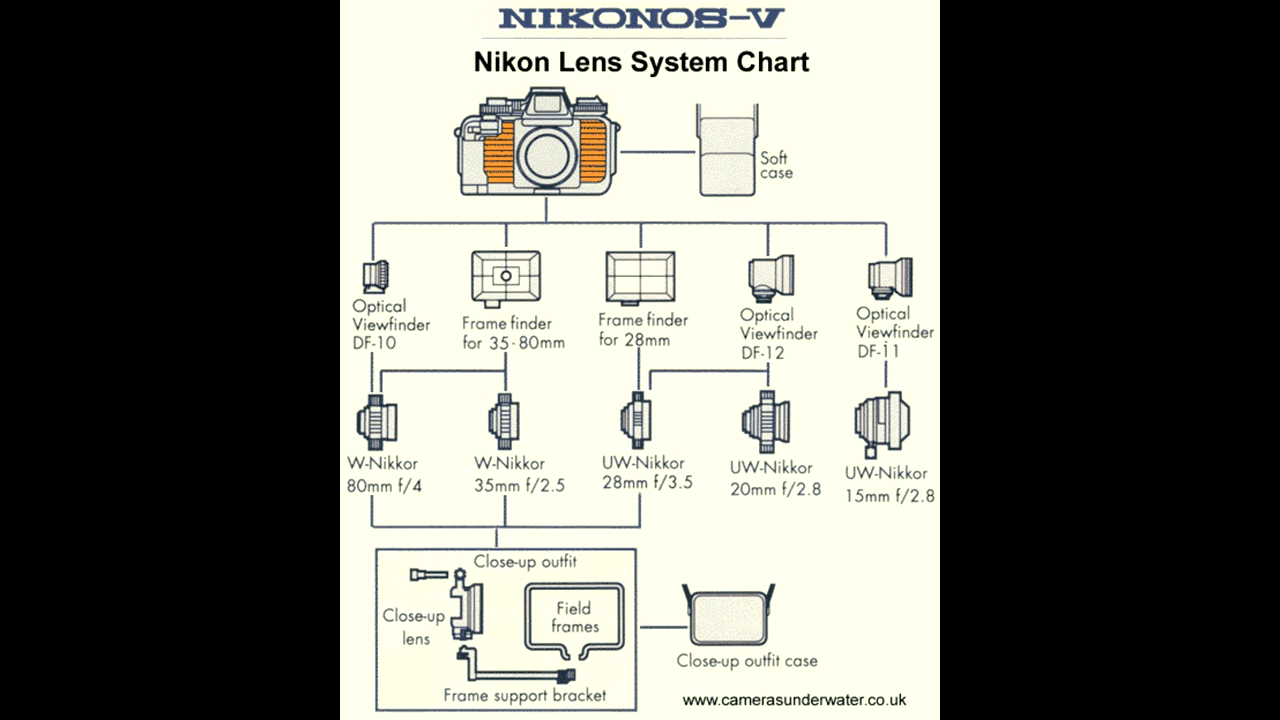 NIKONOS-V
Nikon Lens System Chart
Soft
case
Optical
Viewfinder
DF-10
Frame finder
for 35-80mm
Frame finder
for 28mm
Optical
Viewfinder
DF-12
Optical
Viewfinder
DF-11
W-Nikkor
80mm f/4
W-Nikkor
35mm f/2.5
UW-Nikkor
28mm f/3.5
UW-Nikkor
20mm f/2.8
UW-Nikkor
15mm f/2.8
Close-up outfit
Close-up
lens
Field
frames
Frame support bracket
Close-up outfit case
www.camerasunderwater.co.uk